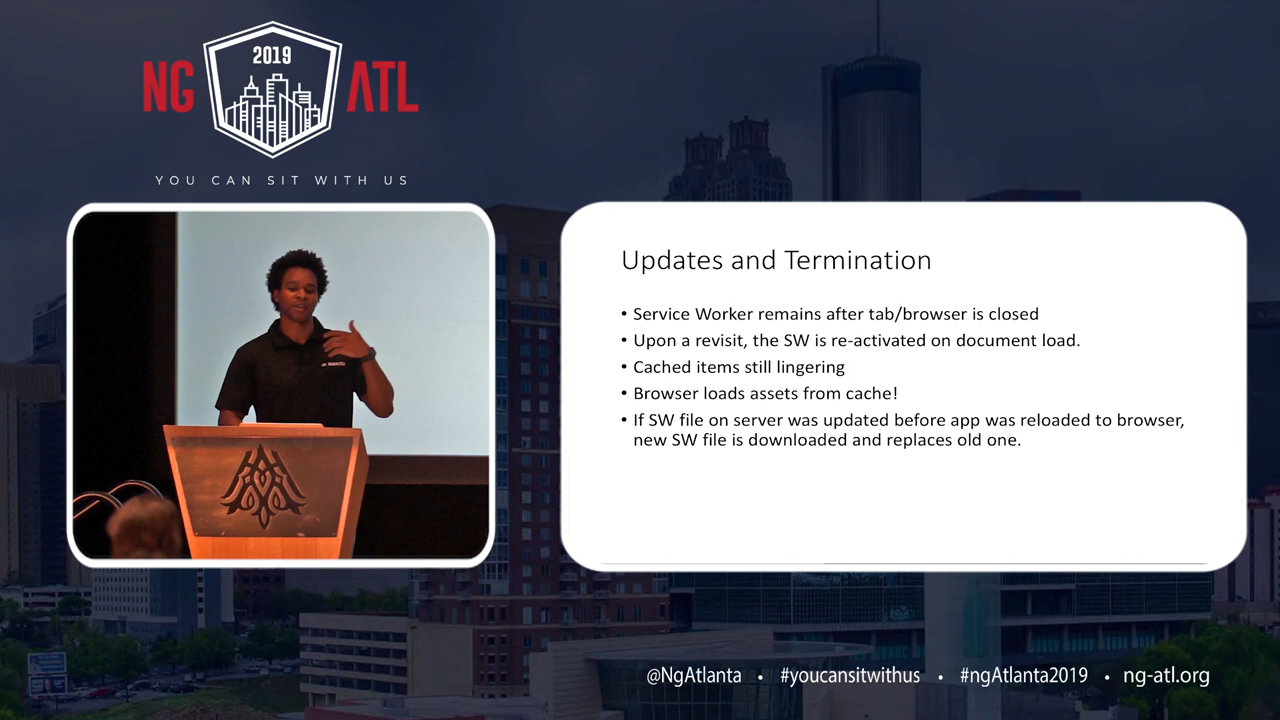 NG
2019
ATL
YOU CAN SIT WITH US
Updates and Termination
• Service Worker remains after tab/browser is closed
• Upon a revisit, the SW is re-activated on document load.
• Cached items still lingering
• Browser loads assets from cache!
• If SW file on server was updated before app was reloaded to browser,
new SW file is downloaded and replaces old one.
@NgAtlanta • #youcansitwithus • #ngAtlanta2019 • ng-atl.org